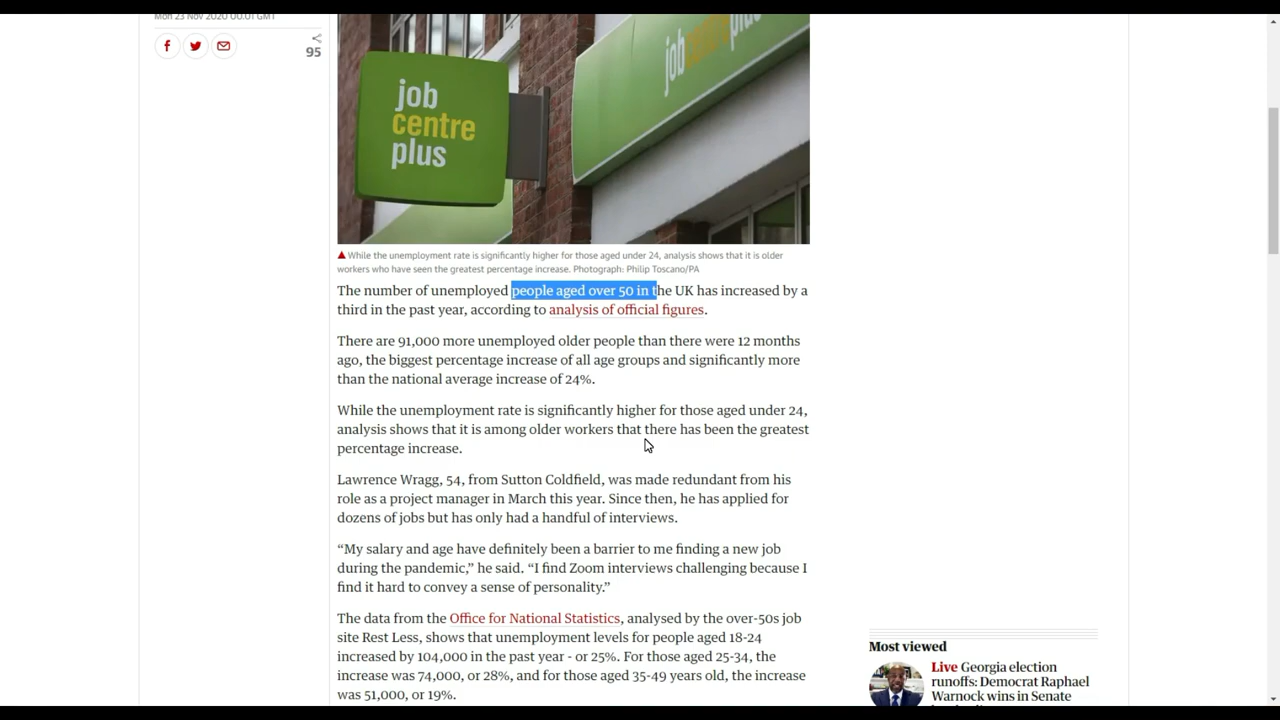 Mon 23 Nov 2020 00.01 GMT
95
job
centre
plus
job centre plus
While the unemployment rate is significantly higher for those aged under 24, analysis shows that it is older
workers who have seen the greatest percentage increase. Photograph: Philip Toscano/PA
The number of unemployed people aged over 50 in the UK has increased by a
third in the past year, according to analysis of official figures.
There are 91,000 more unemployed older people than there were 12 months
ago, the biggest percentage increase of all age groups and significantly more
than the national average increase of 24%.
While the unemployment rate is significantly higher for those aged under 24,
analysis shows that it is among older workers that there has been the greatest
percentage increase.
Lawrence Wragg, 54, from Sutton Coldfield, was made redundant from his
role as a project manager in March this year. Since then, he has applied for
dozens of jobs but has only had a handful of interviews.
“My salary and age have definitely been a barrier to me finding a new job
during the pandemic,” he said. “I find Zoom interviews challenging because I
find it hard to convey a sense of personality.”
The data from the Office for National Statistics, analysed by the over-50s job
site Rest Less, shows that unemployment levels for people aged 18-24
increased by 104,000 in the past year - or 25%. For those aged 25-34, the
increase was 74,000, or 28%, and for those aged 35-49 years old, the increase
was 51,000, or 19%.
Most viewed
Live Georgia election
runoffs: Democrat Raphael
Warnock wins in Senate